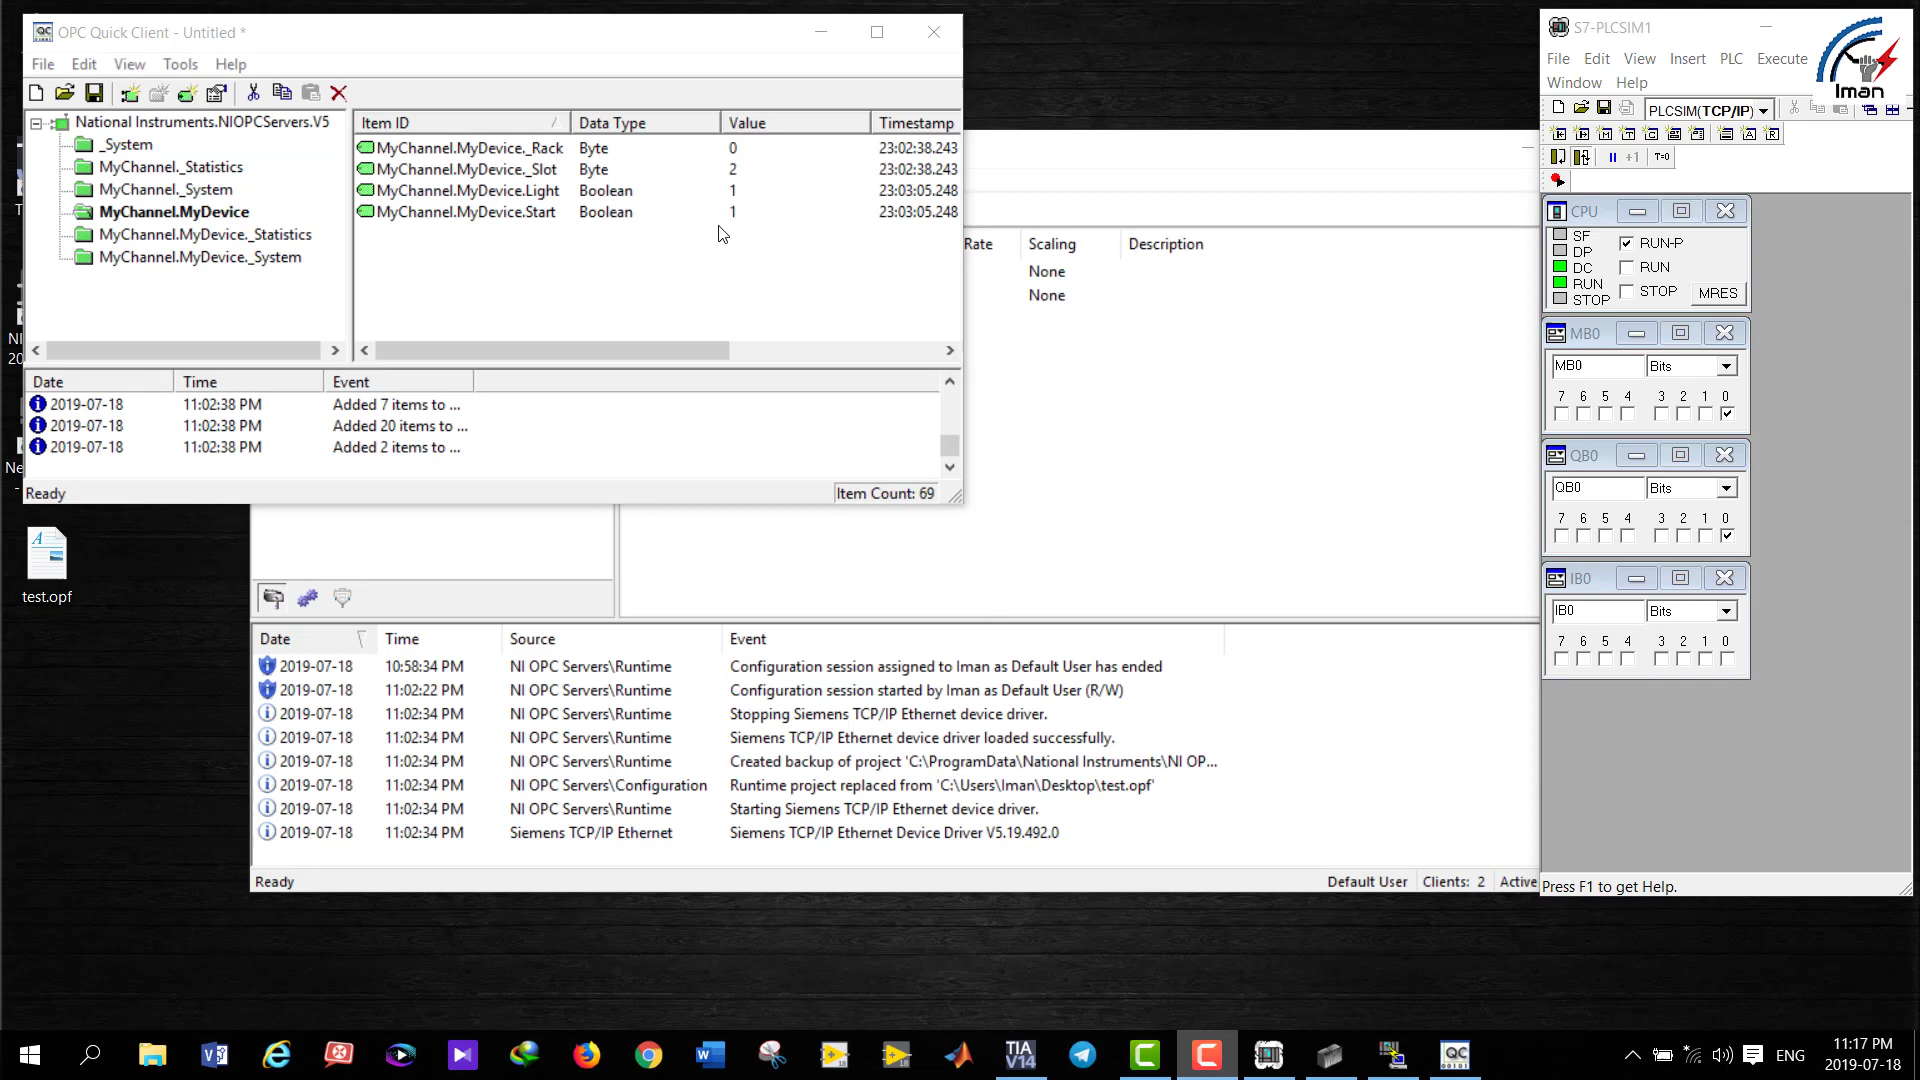 OPC Quick Client - Untitled *
File Edit View Tools Help
National Instruments.NIOPCServers.V5
_System
MyChannel._Statistics
MyChannel._System
MyChannel.MyDevice
MyChannel.MyDevice._Statistics
MyChannel.MyDevice._System
Item ID Data Type Value Timestamp
MyChannel.MyDevice._Rack Byte 0 23:02:38.243
MyChannel.MyDevice._Slot Byte 2 23:02:38.243
MyChannel.MyDevice.Light Boolean 1 23:03:05.248
MyChannel.MyDevice.Start Boolean 1 23:03:05.248
Date Time Event
2019-07-18 11:02:38 PM Added 7 items to ...
2019-07-18 11:02:38 PM Added 20 items to ...
2019-07-18 11:02:38 PM Added 2 items to ...
Ready Item Count: 69
Rate Scaling Description
None
None
test.opf
Date Time Source Event
2019-07-18 10:58:34 PM NI OPC Servers\Runtime Configuration session assigned to Iman as Default User has ended
2019-07-18 11:02:22 PM NI OPC Servers\Runtime Configuration session started by Iman as Default User (R/W)
2019-07-18 11:02:34 PM NI OPC Servers\Runtime Stopping Siemens TCP/IP Ethernet device driver.
2019-07-18 11:02:34 PM NI OPC Servers\Runtime Siemens TCP/IP Ethernet device driver loaded successfully.
2019-07-18 11:02:34 PM NI OPC Servers\Runtime Created backup of project 'C:\ProgramData\National Instruments\NI OP...
2019-07-18 11:02:34 PM NI OPC Servers\Configuration Runtime project replaced from 'C:\Users\Iman\Desktop\test.opf'
2019-07-18 11:02:34 PM NI OPC Servers\Runtime Starting Siemens TCP/IP Ethernet device driver.
2019-07-18 11:02:34 PM Siemens TCP/IP Ethernet Siemens TCP/IP Ethernet Device Driver V5.19.492.0
Ready Default User Clients: 2 Active
S7-PLCSIM1
File Edit View Insert PLC Execute
Window Help
Iman
PLCSIM(TCP/IP)
+1 T=0
CPU
SF
DP
DC
RUN
STOP
RUN-P
RUN
STOP MRES
MB0
MB0 Bits
7 6 5 4 3 2 1 0
QB0
QB0 Bits
7 6 5 4 3 2 1 0
IB0
IB0 Bits
7 6 5 4 3 2 1 0
Press F1 to get Help.
TIA V14
QC
ENG
11:17 PM
2019-07-18